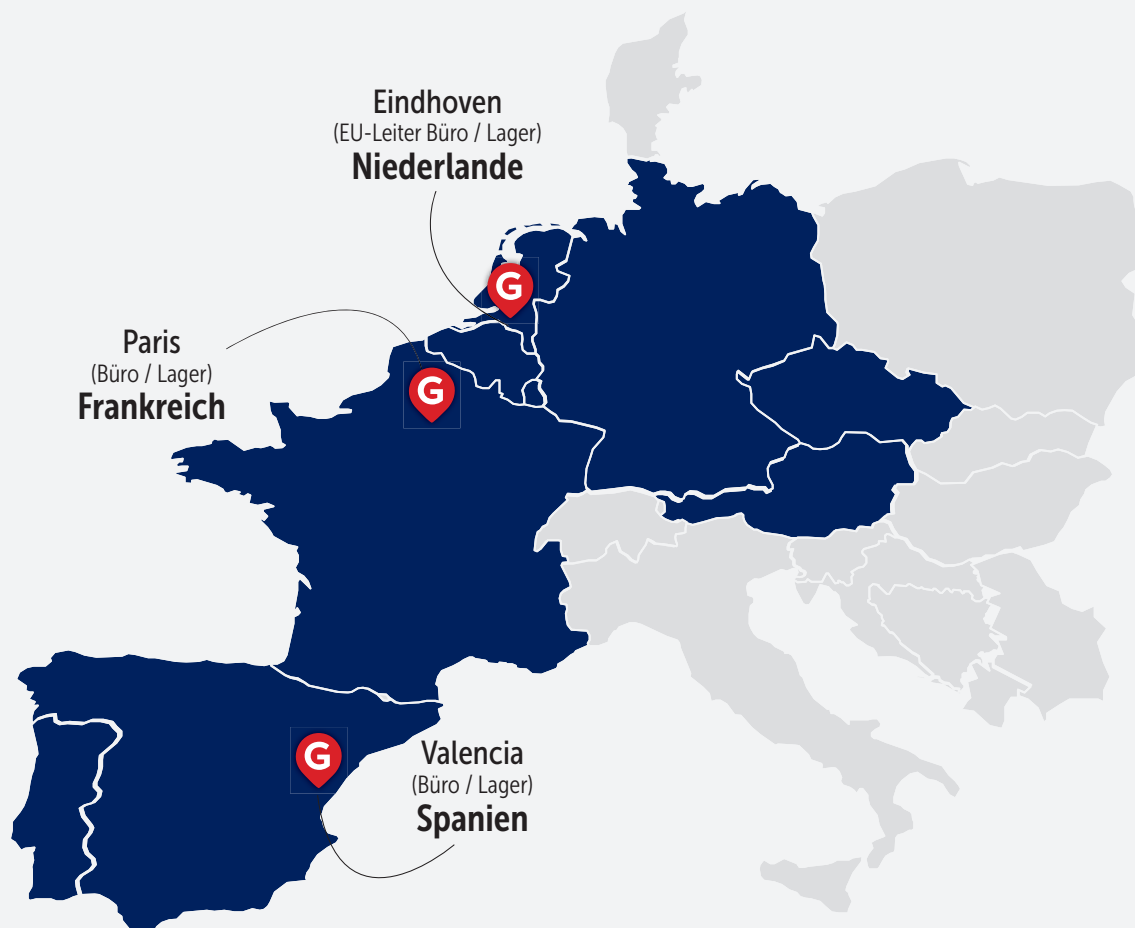 Eindhoven
(EU-Leiter Büro / Lager)
Niederlande
G
Paris
(Büro / Lager)
Frankreich
G
Valencia
(Büro / Lager)
Spanien
G